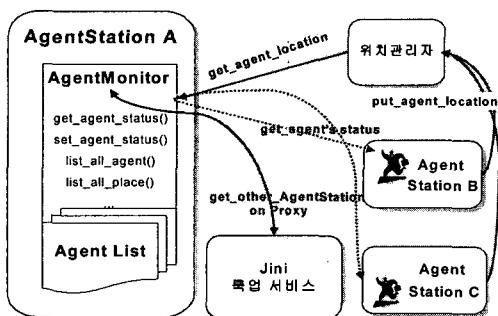 AgentStation A
AgentMonitor
get_agent_status()
set_agent_status()
list_all_agent()
list_all_place()
...
Agent List
get_agent_location
위치관리자
put_agent_location
get_agent's status
Agent
Station B
get_other_AgentStation
on Proxy
Jini
룩업 서비스
Agent
Station C